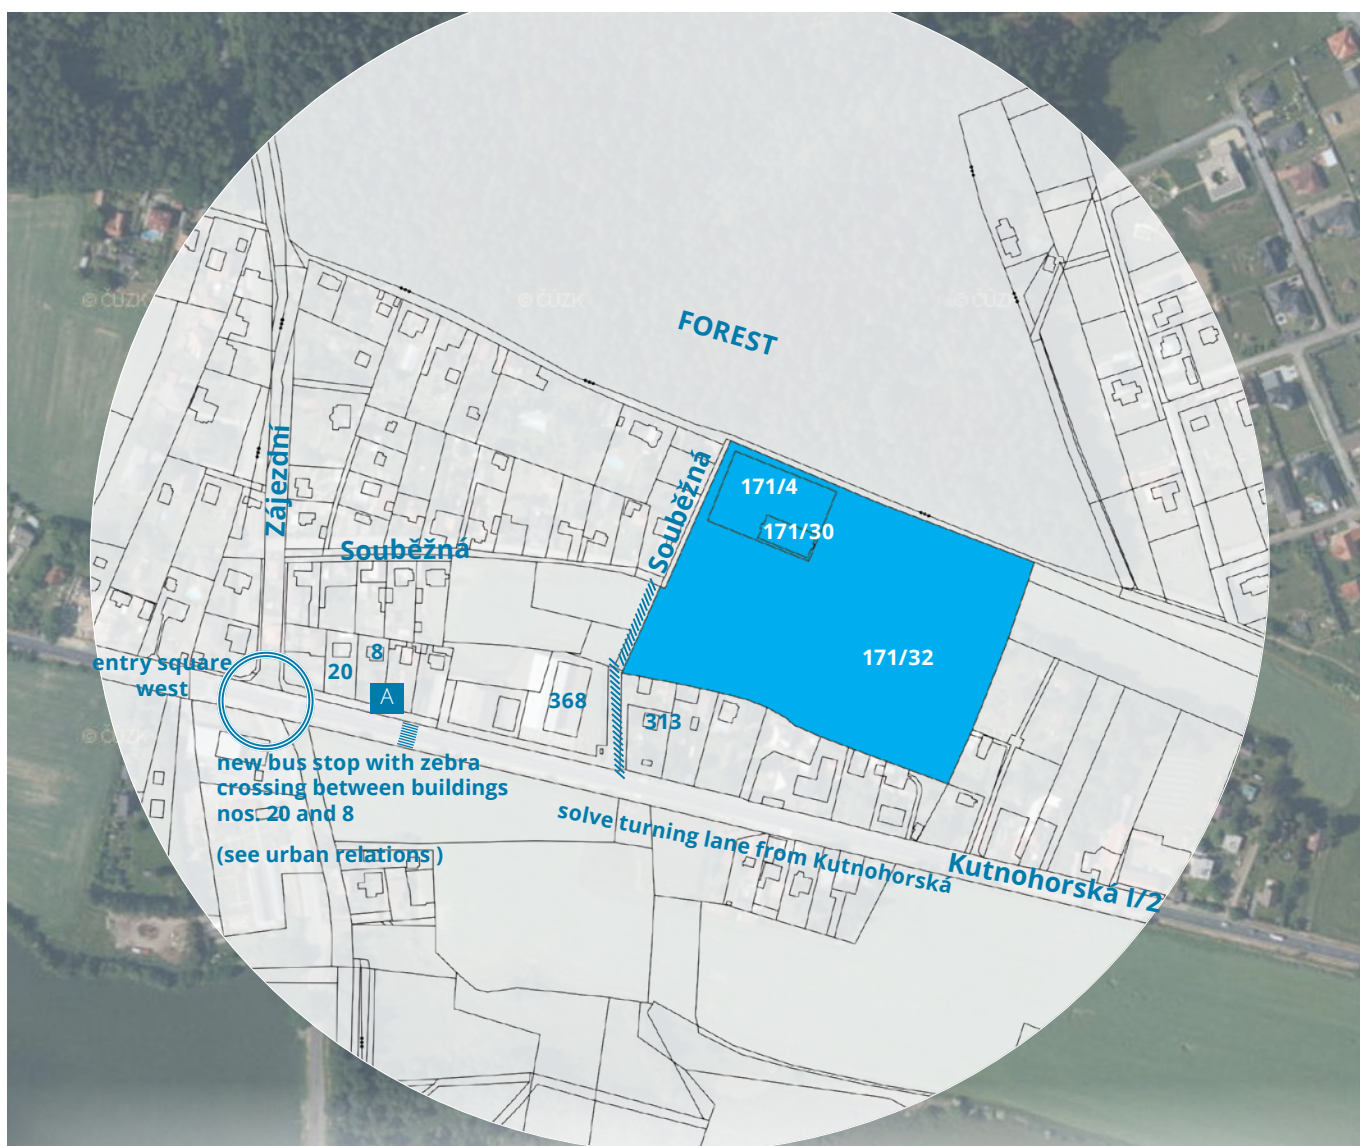 © ČÚZK
© ČÚZK
© ČÚZK
FOREST
Zájezdní
Souběžná
Souběžná
171/4
171/30
171/32
entry square
west
20
8
A
368
313
© ČÚZK
new bus stop with zebra
crossing between buildings
nos. 20 and 8
(see urban relations )
solve turning lane from Kutnohorská
Kutnohorská I/2